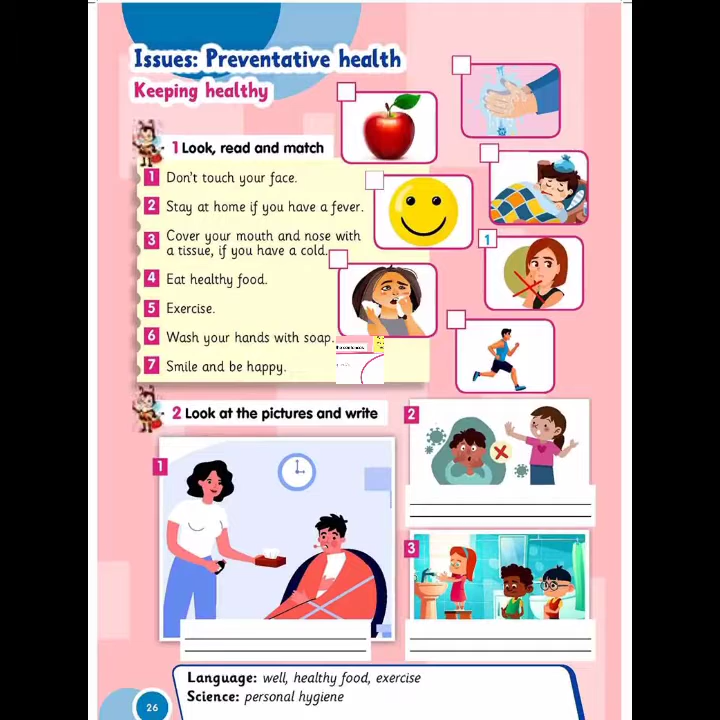 Issues: Preventative health
Keeping healthy
1 Look, read and match
1 Don't touch your face.
2 Stay at home if you have a fever.
3 Cover your mouth and nose with
a tissue, if you have a cold.
4 Eat healthy food.
5 Exercise.
6 Wash your hands with soap.
7 Smile and be happy.
1
2 Look at the pictures and write
1
2
3
Language: well, healthy food, exercise
Science: personal hygiene
26